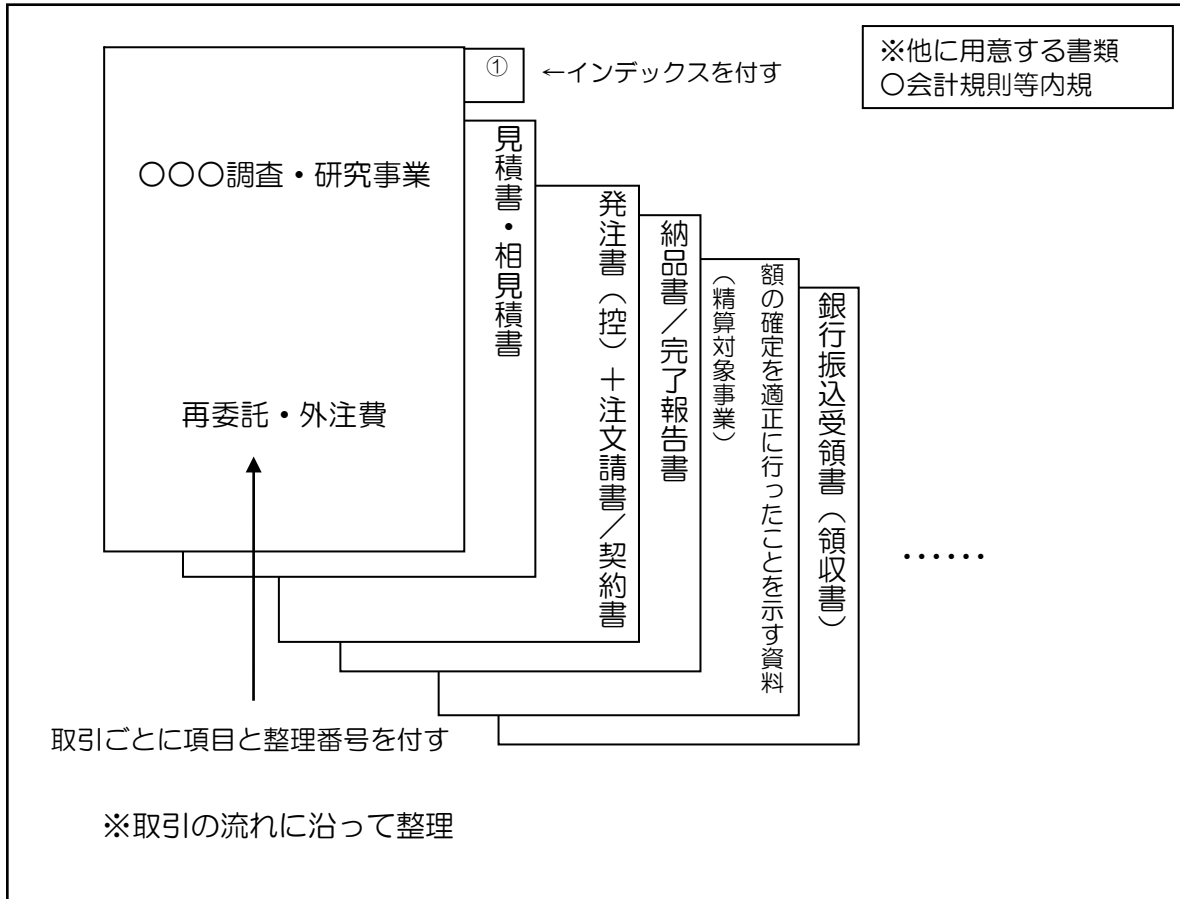 ①
←インデックスを付す
※他に用意する書類
○会計規則等内規
○○○調査・研究事業
再委託・外注費
見積書・相見積書
発注書（控）＋注文請書／契約書
納品書／完了報告書
額の確定を適正に行ったことを示す資料
（精算対象事業）
銀行振込受領書（領収書）
……
取引ごとに項目と整理番号を付す
※取引の流れに沿って整理